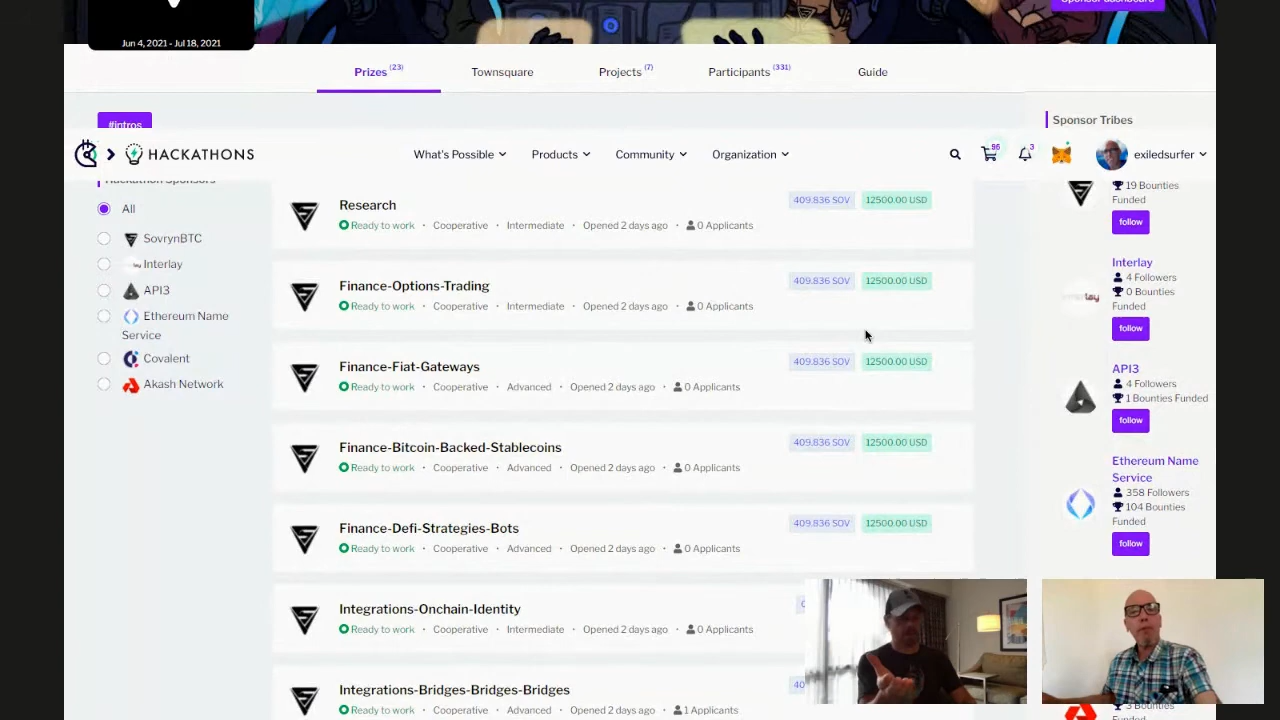 Sponsor dashboard
Jun 4, 2021 - Jul 18, 2021
Prizes (23)
Townsquare
Projects (7)
Participants (331)
Guide
#intros
Sponsor Tribes
HACKATHONS
What's Possible
Products
Community
Organization
96
3
exiledsurfer
Hackathon Sponsors
All
SovrynBTC
Interlay
API3
Ethereum Name
Service
Covalent
Akash Network
Research
409.836 SOV
12500.00 USD
Ready to work • Cooperative • Intermediate • Opened 2 days ago • 0 Applicants
Finance-Options-Trading
409.836 SOV
12500.00 USD
Ready to work • Cooperative • Intermediate • Opened 2 days ago • 0 Applicants
Finance-Fiat-Gateways
409.836 SOV
12500.00 USD
Ready to work • Cooperative • Advanced • Opened 2 days ago • 0 Applicants
Finance-Bitcoin-Backed-Stablecoins
409.836 SOV
12500.00 USD
Ready to work • Cooperative • Advanced • Opened 2 days ago • 0 Applicants
Finance-Defi-Strategies-Bots
409.836 SOV
12500.00 USD
Ready to work • Cooperative • Advanced • Opened 2 days ago • 0 Applicants
Integrations-Onchain-Identity
Ready to work • Cooperative • Intermediate • Opened 2 days ago • 0 Applicants
Integrations-Bridges-Bridges-Bridges
40
Ready to work • Cooperative • Advanced • Opened 2 days ago • 1 Applicants
19 Bounties
Funded
follow
Interlay
4 Followers
0 Bounties
Funded
follow
API3
4 Followers
1 Bounties Funded
follow
Ethereum Name
Service
358 Followers
104 Bounties
Funded
follow
3 Bounties
Funded